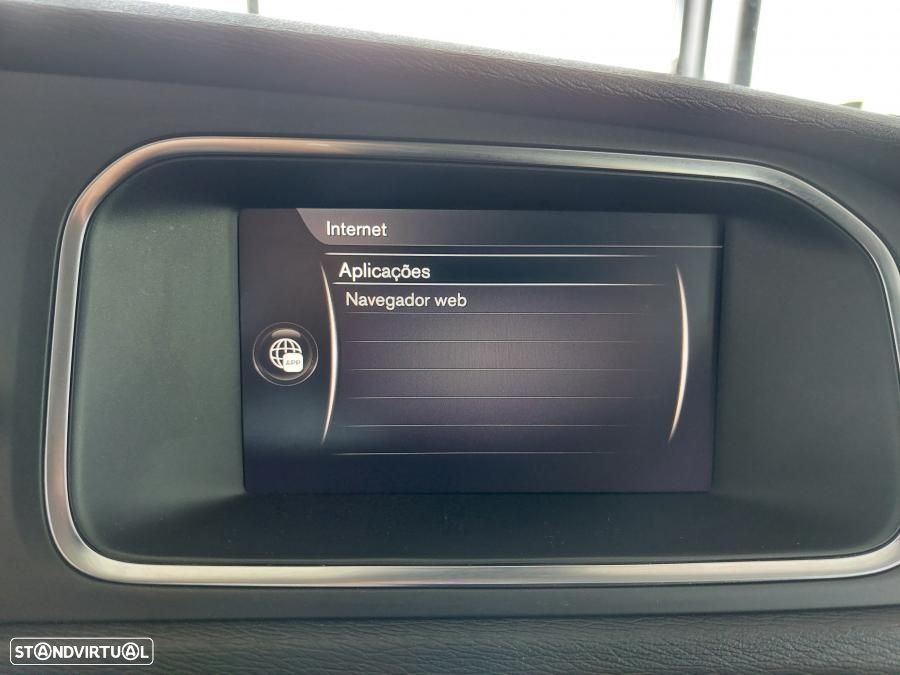 Internet
Aplicações
Navegador web
APP
STANDVIRTUAL